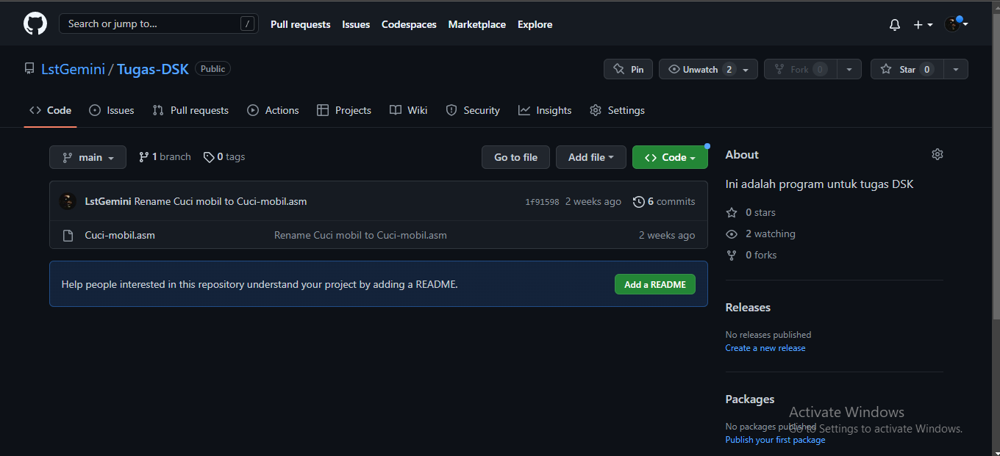 Search or jump to... /
Pull requests Issues Codespaces Marketplace Explore
LstGemini / Tugas-DSK Public
Pin Unwatch 2 Fork 0 Star 0
Code Issues Pull requests Actions Projects Wiki Security Insights Settings
main 1 branch 0 tags Go to file Add file Code
LstGemini Rename Cuci mobil to Cuci-mobil.asm 1f91598 2 weeks ago 6 commits
Cuci-mobil.asm Rename Cuci mobil to Cuci-mobil.asm 2 weeks ago
Help people interested in this repository understand your project by adding a README. Add a README
About
Ini adalah program untuk tugas DSK
0 stars
2 watching
0 forks
Releases
No releases published
Create a new release
Packages
No packages published
Publish your first package
Activate Windows
Go to Settings to activate Windows.